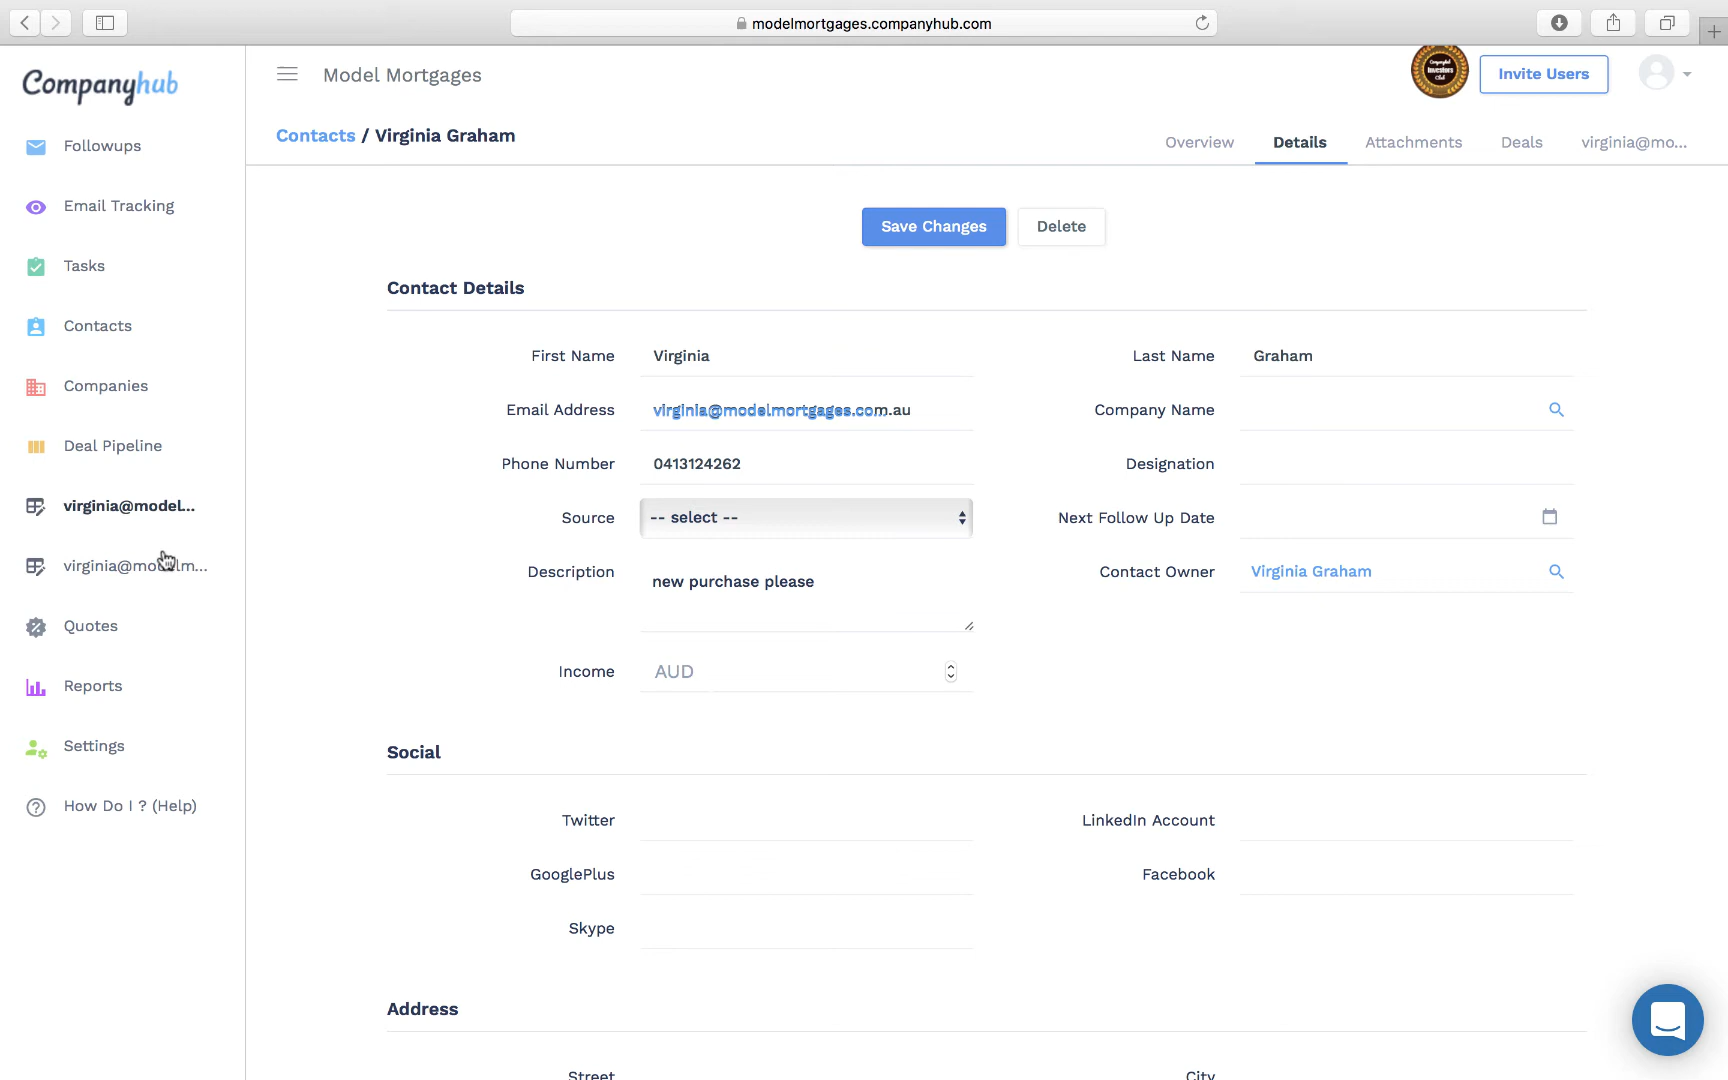 modelmortgages.companyhub.com
Companyhub
Model Mortgages
Companyhub
Investors
Club
Invite Users
Contacts / Virginia Graham
Overview
Details
Attachments
Deals
virginia@mo...
Followups
Email Tracking
Tasks
Contacts
Companies
Deal Pipeline
virginia@model...
virginia@modelm...
Quotes
Reports
Settings
How Do I ? (Help)
Save Changes
Delete
Contact Details
First Name Virginia
Last Name Graham
Email Address virginia@modelmortgages.com.au
Company Name
Phone Number 0413124262
Designation
Source -- select --
Next Follow Up Date
Description new purchase please
Contact Owner Virginia Graham
Income AUD
Social
Twitter
LinkedIn Account
GooglePlus
Facebook
Skype
Address
Street
City